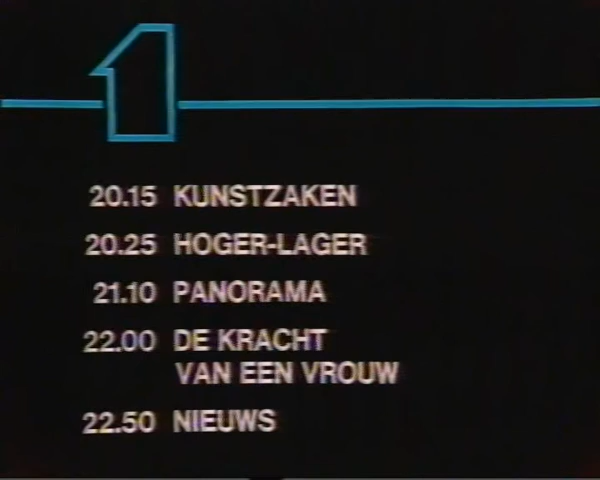 1
20.15 KUNSTZAKEN
20.25 HOGER-LAGER
21.10 PANORAMA
22.00 DE KRACHT
VAN EEN VROUW
22.50 NIEUWS